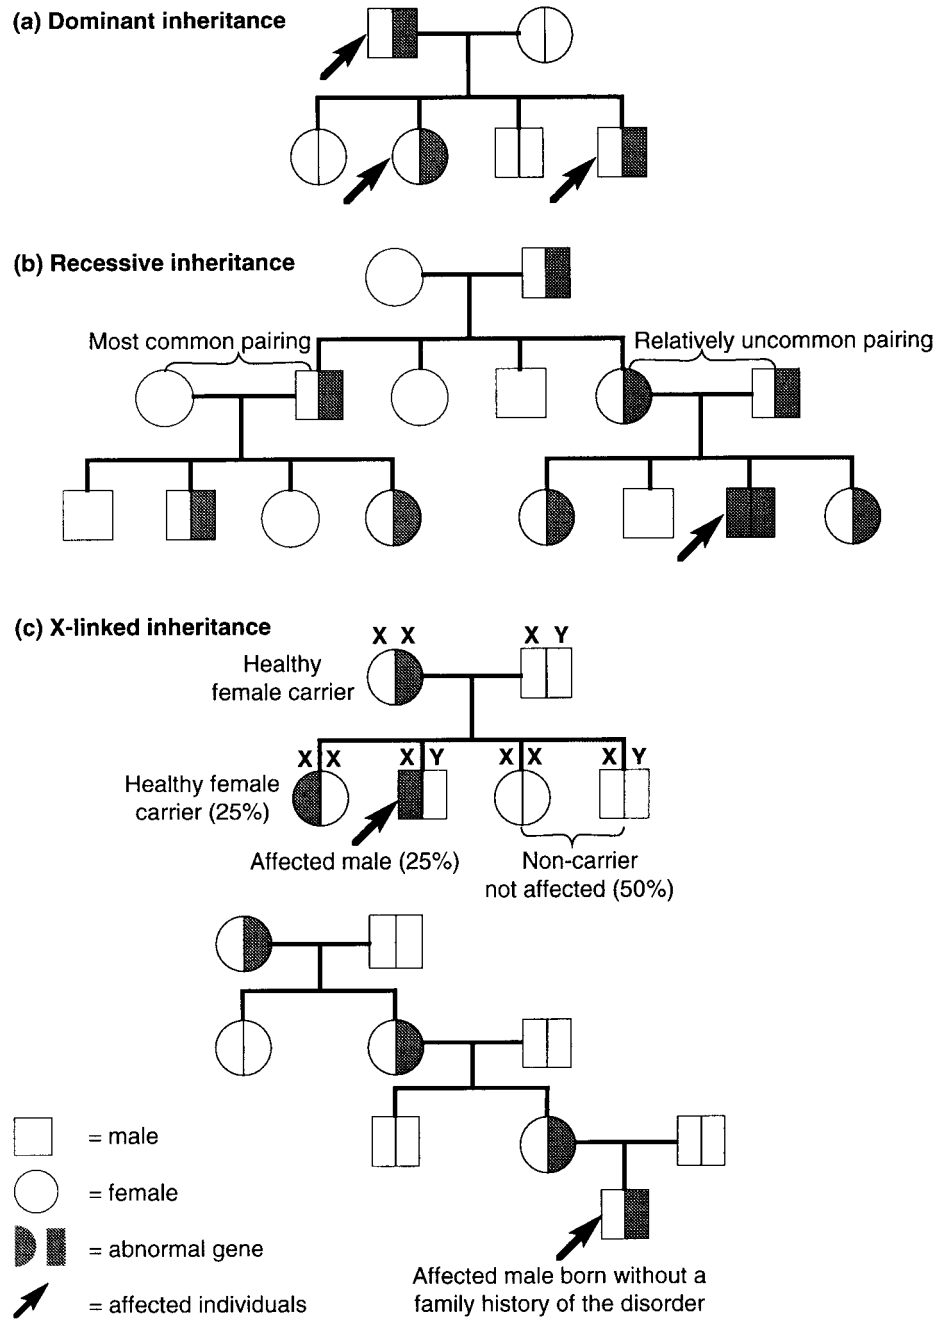 (a) Dominant inheritance
(b) Recessive inheritance
Most common pairing
Relatively uncommon pairing
(c) X-linked inheritance
X X
X Y
Healthy
female carrier
X X
X Y
X X
X Y
Healthy female
carrier (25%)
Affected male (25%)
Non-carrier
not affected (50%)
= male
= female
= abnormal gene
= affected individuals
Affected male born without a
family history of the disorder